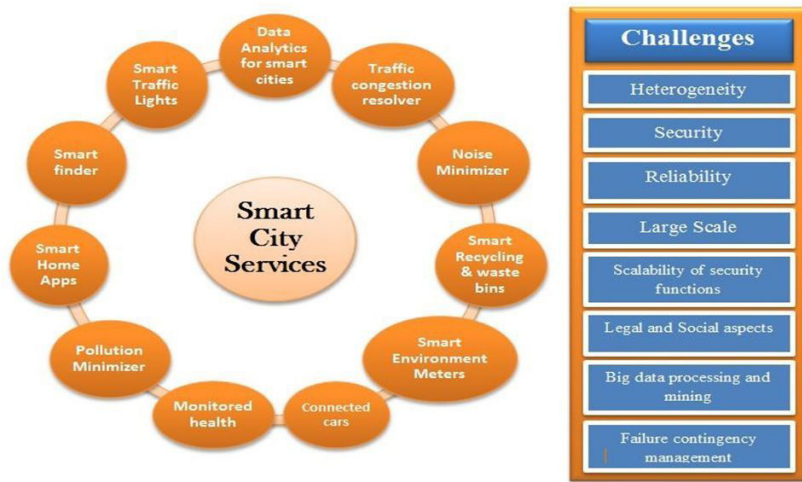 Data
Analytics
for smart
cities
Traffic
congestion
resolver
Noise
Minimizer
Smart
Recycling
& waste
bins
Smart
Environment
Meters
Connected
cars
Monitored
health
Pollution
Minimizer
Smart
Home
Apps
Smart
finder
Smart
Traffic
Lights
Smart
City
Services
Challenges
Heterogeneity
Security
Reliability
Large Scale
Scalability of security
functions
Legal and Social aspects
Big data processing and
mining
Failure contingency
management